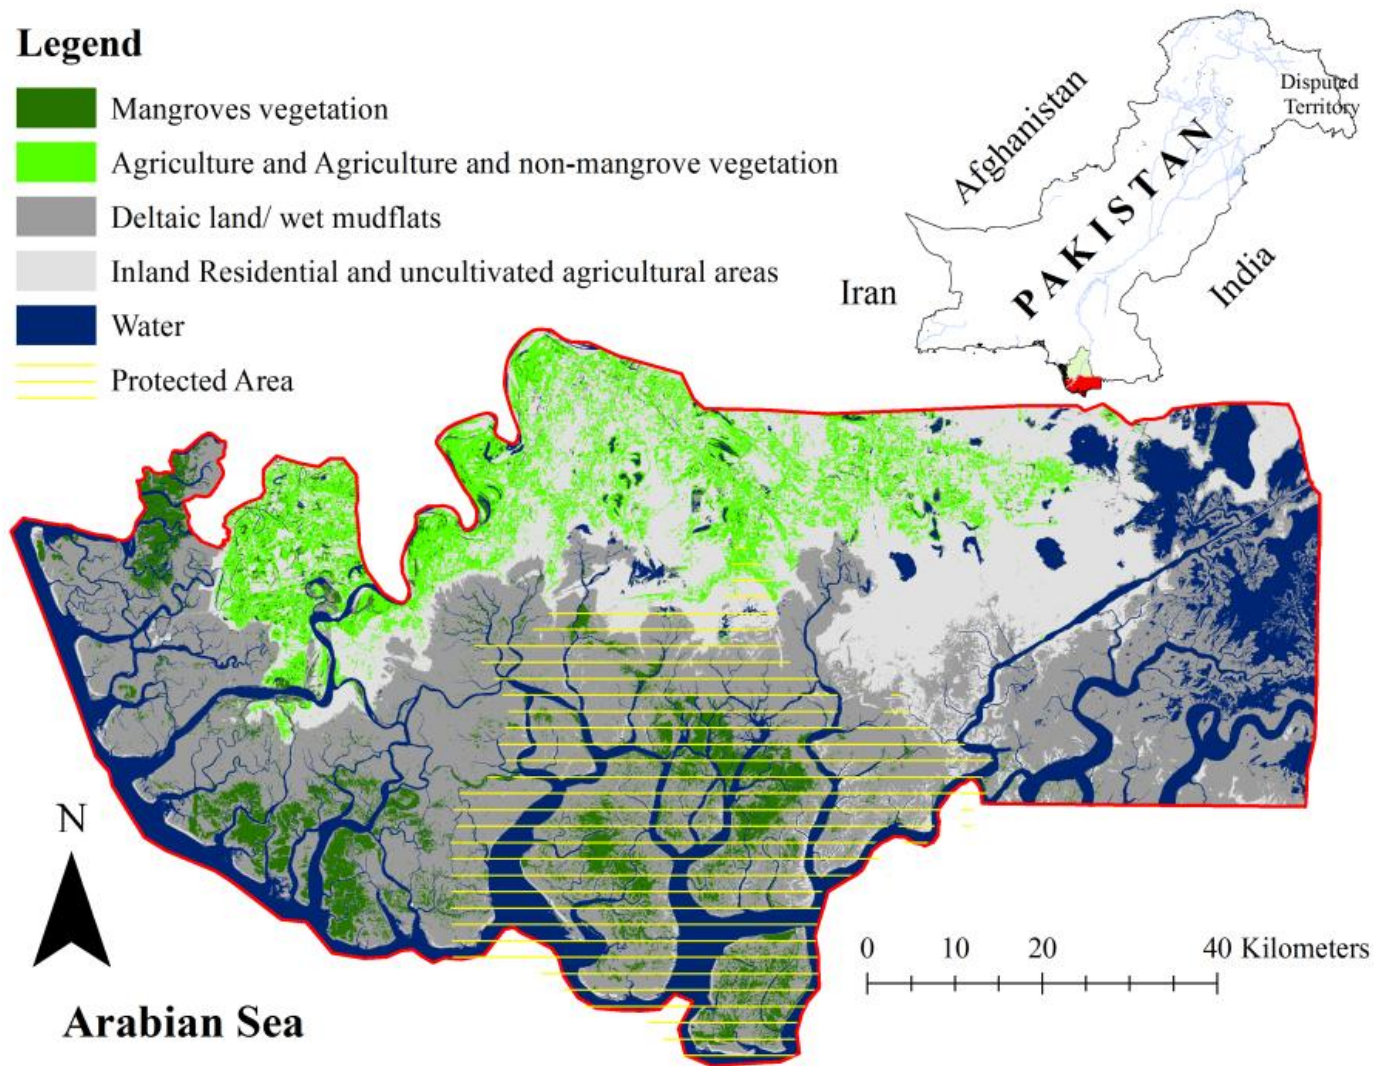 Legend
Mangroves vegetation
Agriculture and Agriculture and non-mangrove vegetation
Deltaic land/ wet mudflats
Inland Residential and uncultivated agricultural areas
Water
Protected Area
Disputed
Territory
Afghanistan
PAKISTAN
India
Iran
N
0 10 20 40 Kilometers
Arabian Sea